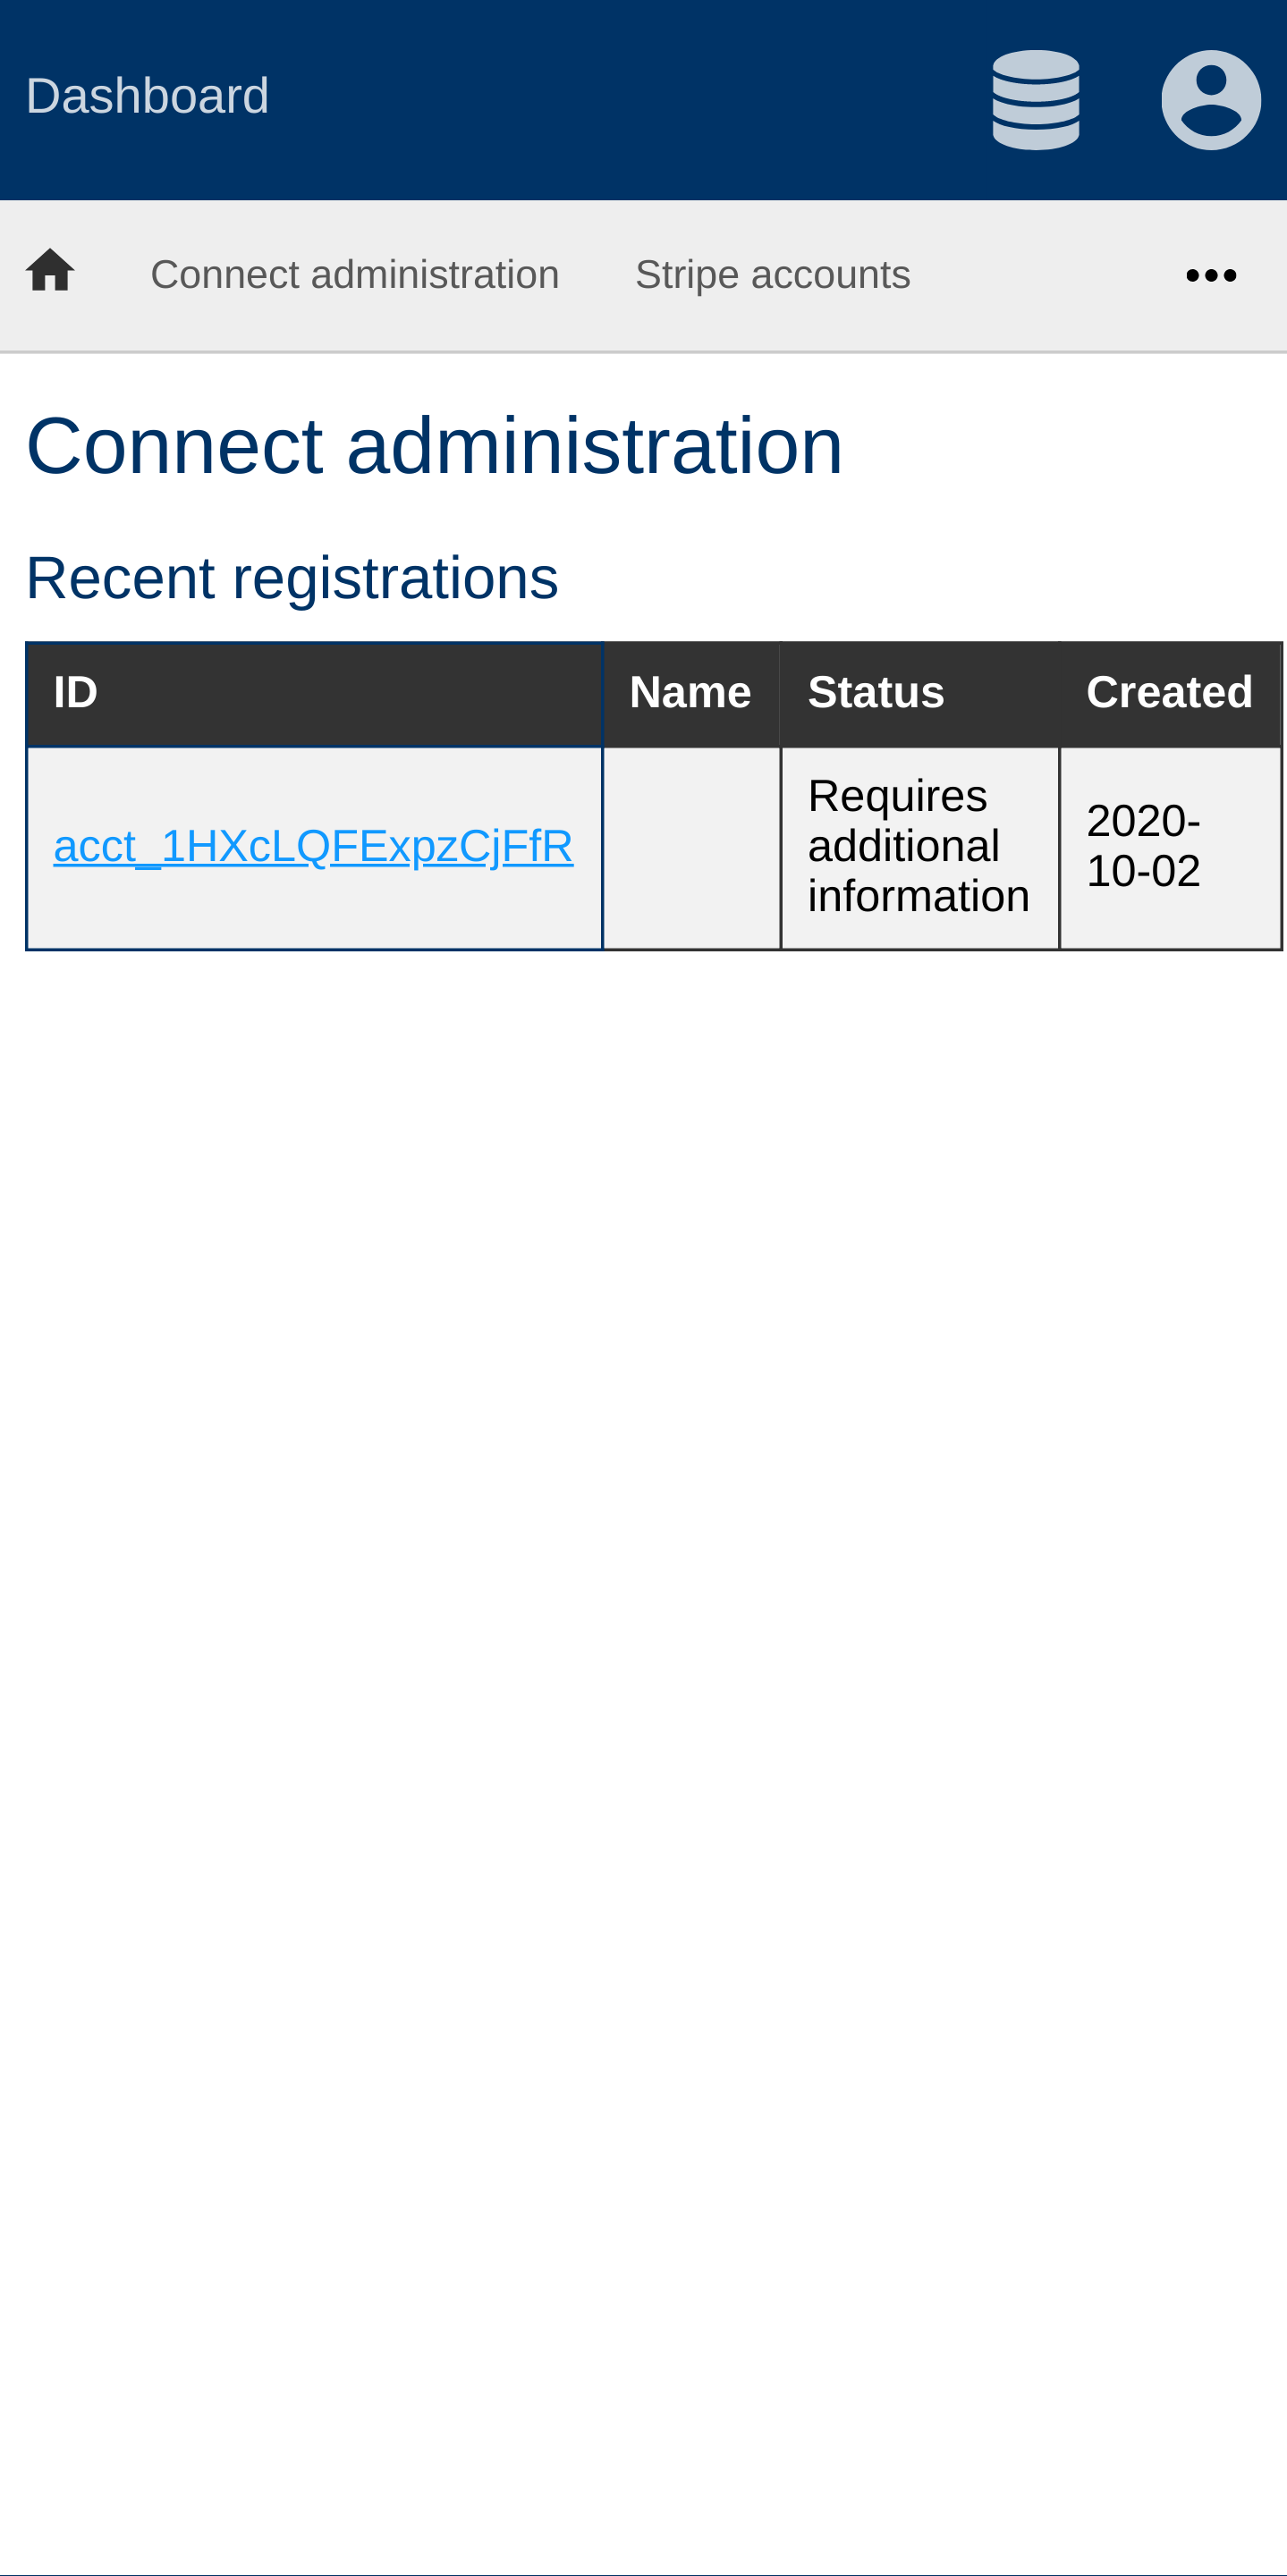 Dashboard
Connect administration Stripe accounts
Connect administration
Recent registrations
ID Name Status Created
acct_1HXcLQFExpzCjFfR
Requires
additional
information
2020-
10-02